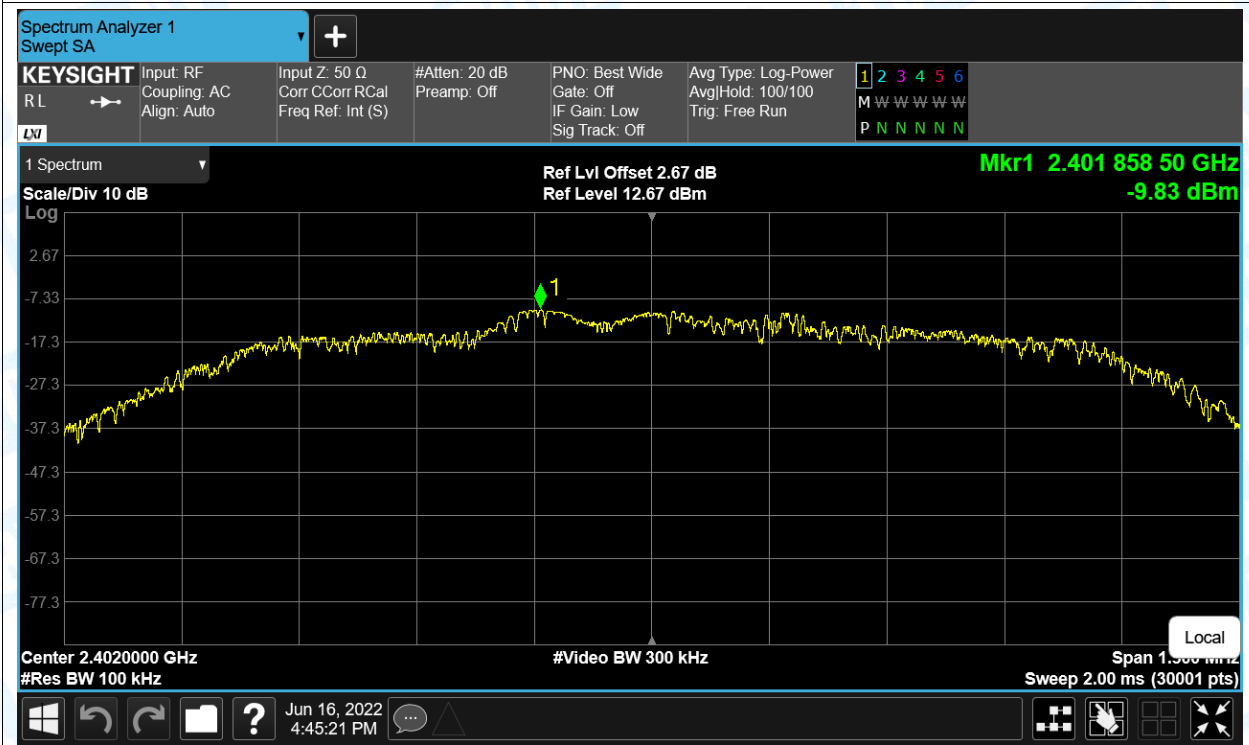 Spectrum Analyzer 1
Swept SA
KEYSIGHT
R L
LXI
Input: RF
Coupling: AC
Align: Auto
Input Z: 50 Ω
Corr CCorr RCal
Freq Ref: Int (S)
#Atten: 20 dB
Preamp: Off
PNO: Best Wide
Gate: Off
IF Gain: Low
Sig Track: Off
Avg Type: Log-Power
Avg|Hold: 100/100
Trig: Free Run
1 2 3 4 5 6
M W W W W W
P N N N N N
1 Spectrum
Scale/Div 10 dB
Log
Ref Lvl Offset 2.67 dB
Ref Level 12.67 dBm
Mkr1 2.401 858 50 GHz
-9.83 dBm
1
2.67
-7.33
-17.3
-27.3
-37.3
-47.3
-57.3
-67.3
-77.3
Local
Center 2.4020000 GHz
#Video BW 300 kHz
Span
#Res BW 100 kHz
Sweep 2.00 ms (30001 pts)
?
Jun 16, 2022
4:45:21 PM